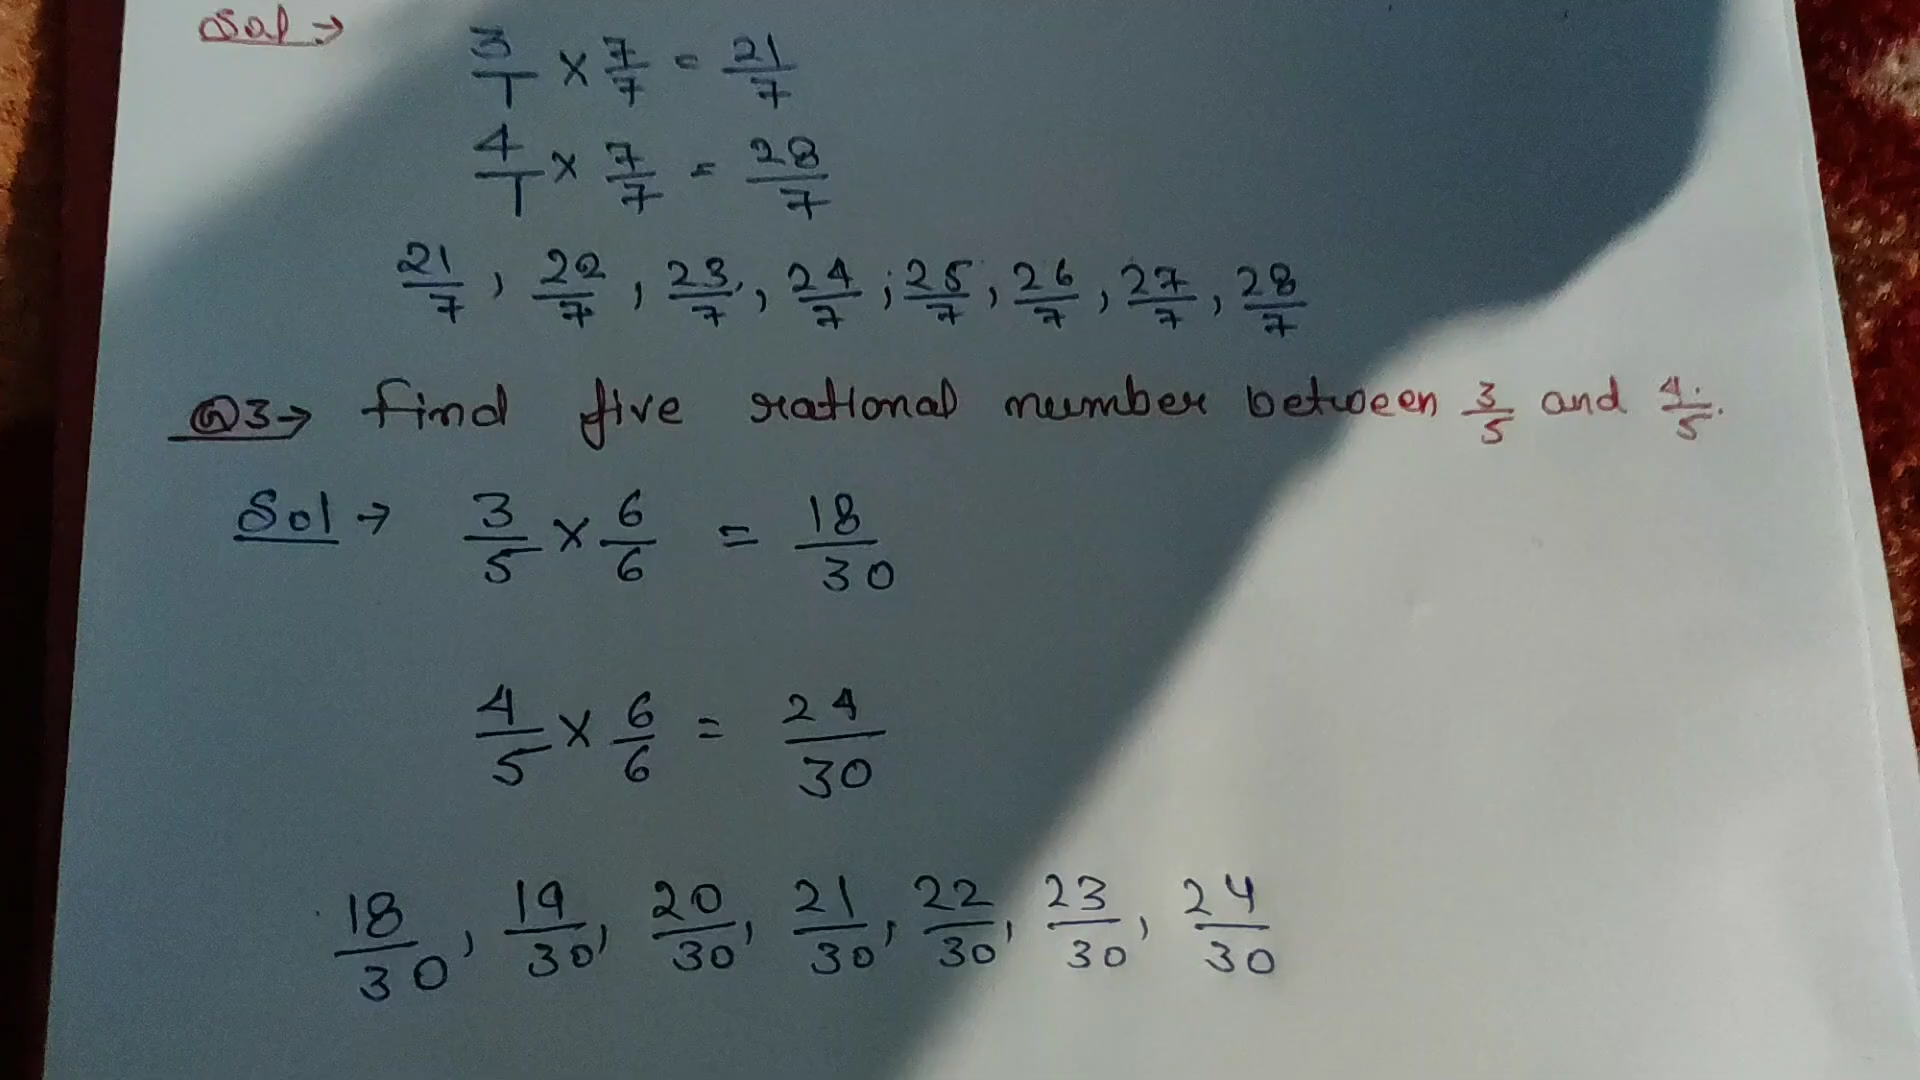 Sol →
3/1 × 7/7 = 21/7
4/1 × 7/7 = 28/7
21/7, 22/7, 23/7, 24/7, 25/7, 26/7, 27/7, 28/7
Q3→ Find five rational number between 3/5 and 4/5.
Sol → 3/5 × 6/6 = 18/30
4/5 × 6/6 = 24/30
18/30, 19/30, 20/30, 21/30, 22/30, 23/30, 24/30